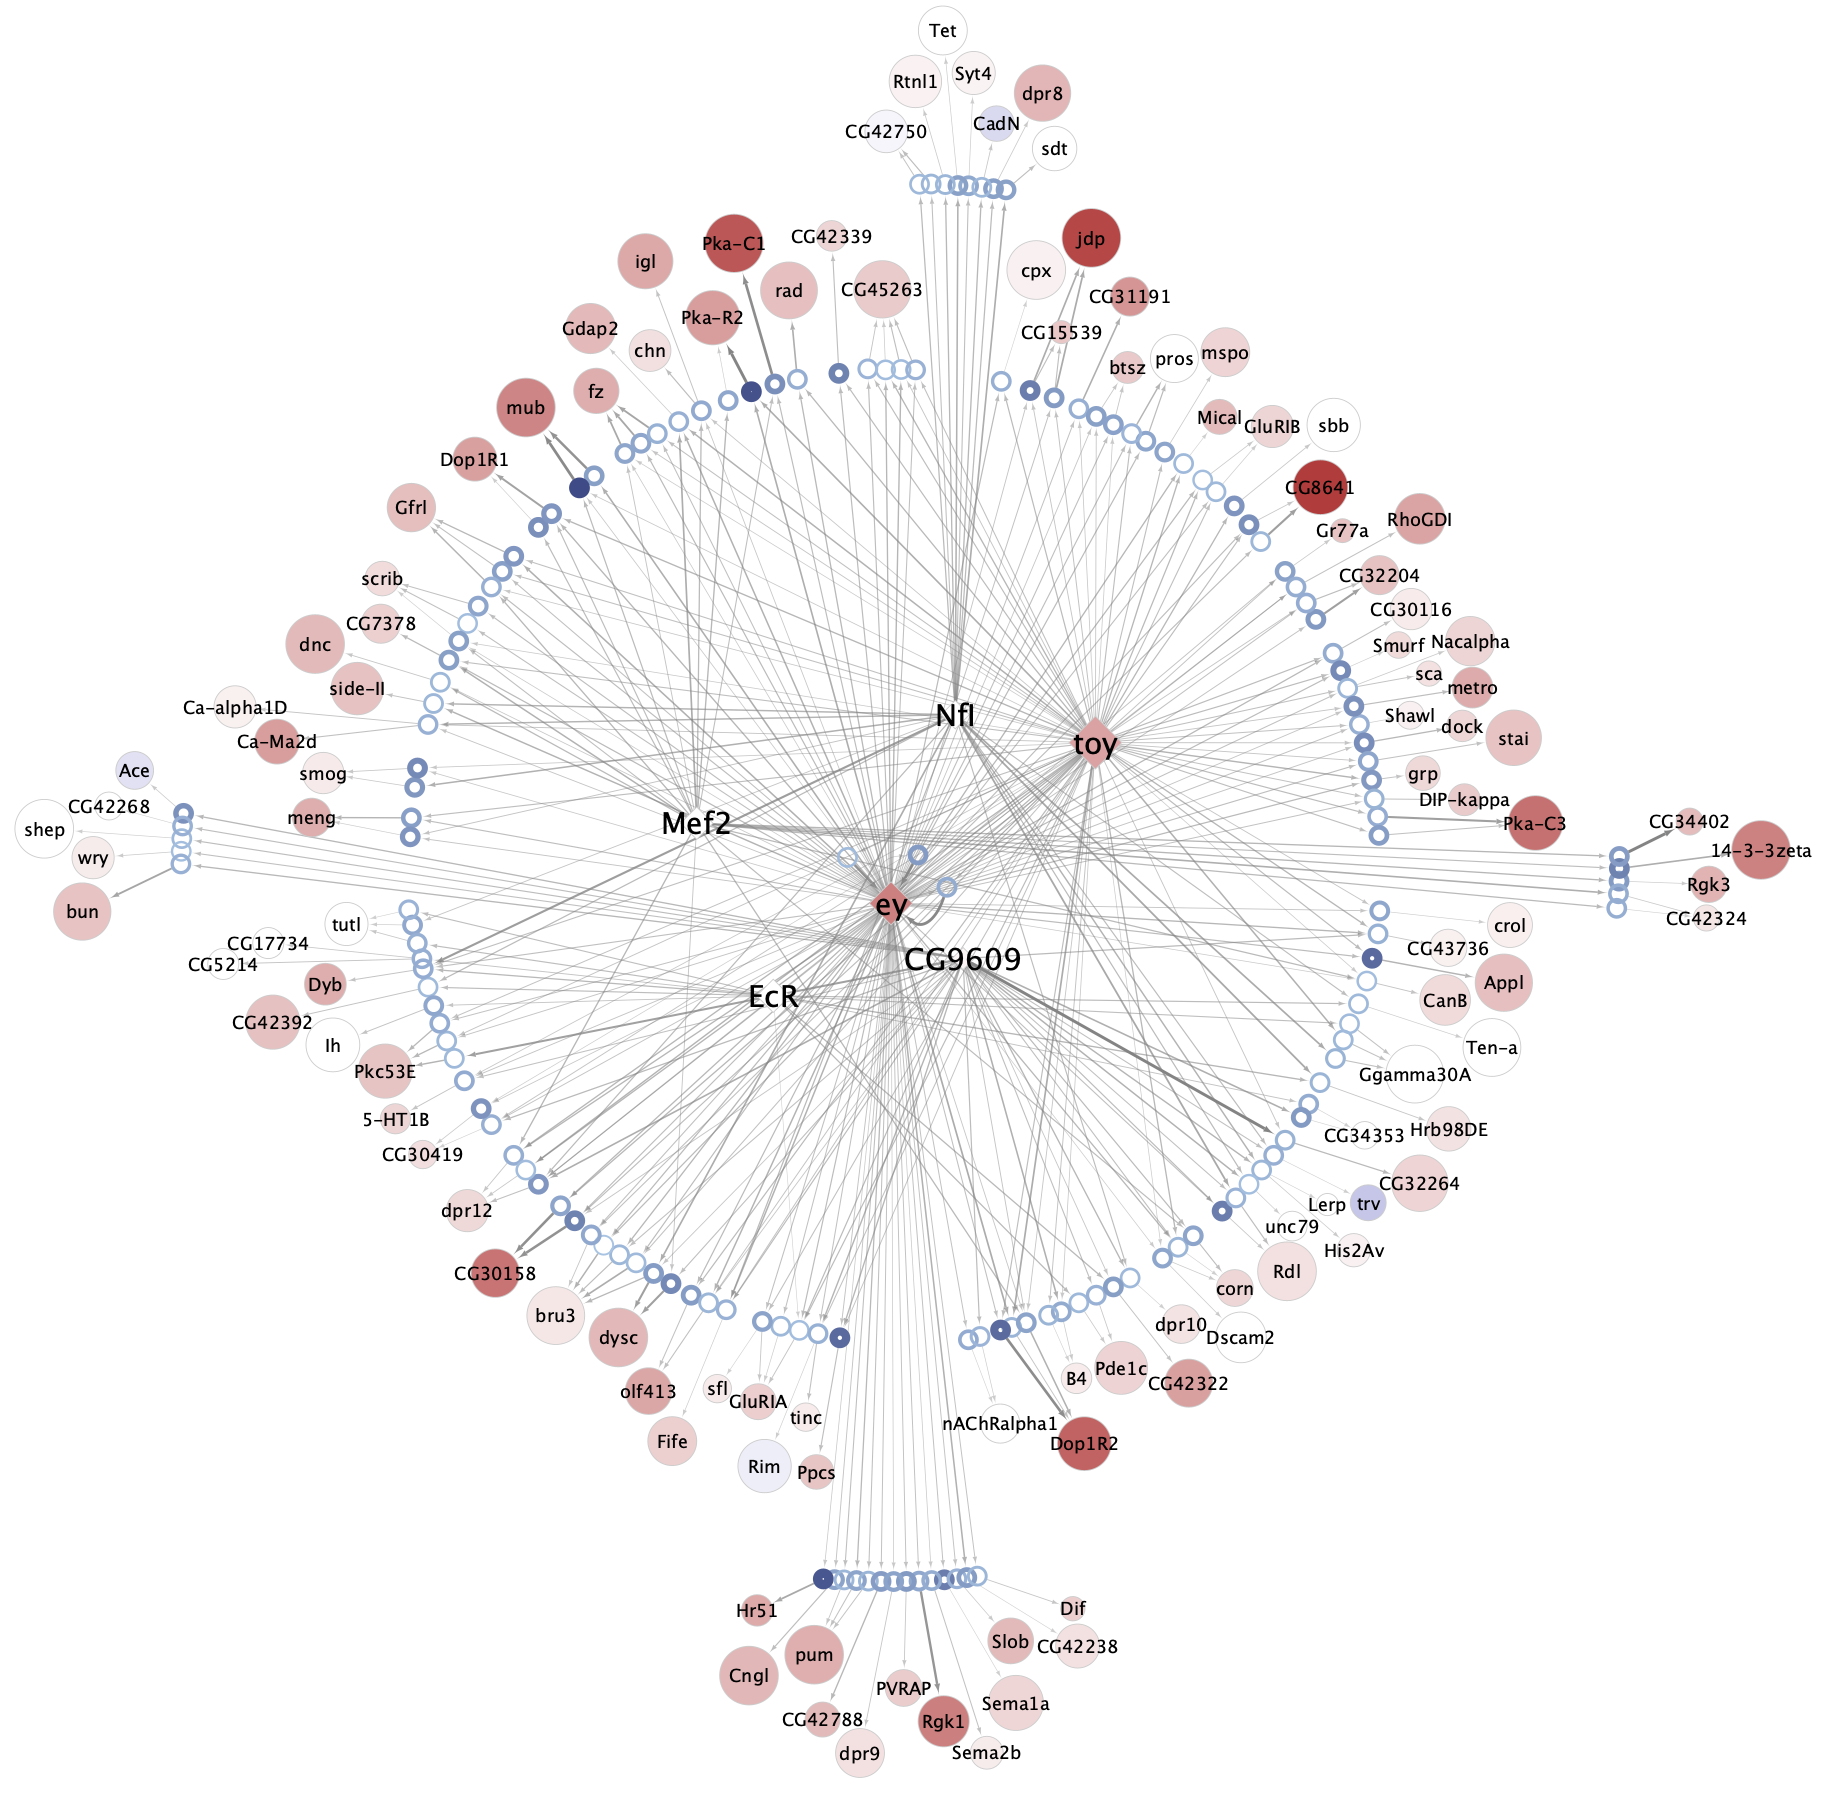 Tet
Rtnl1
Syt4
dpr8
CadN
CG42750
sdt
Pka-C1
CG42339
jdp
igl
cpx
rad
CG45263
CG31191
Pka-R2
Gdap2
CG15539
chn
btsz
pros
mspo
fz
mub
Mical
GluRIB
sbb
Dop1R1
CG8641
Gfrl
Gr77a
RhoGDI
scrib
CG32204
CG7378
CG30116
dnc
Smurf
Nacalpha
side-II
sca
metro
Ca-alpha1D
Shawl
dock
Nfl
Ca-Ma2d
toy
stai
Ace
smog
grp
CG42268
DIP-kappa
meng
Mef2
Pka-C3
CG34402
shep
14-3-3zeta
wry
Rgk3
bun
ey
tutl
crol
CG42324
CG17734
CG43736
CG5214
CG9609
Dyb
EcR
Appl
CanB
CG42392
Ih
Ten-a
Pkc53E
Ggamma30A
5-HT1B
CG34353
Hrb98DE
CG30419
CG32264
dpr12
Lerp
trv
unc79
His2Av
CG30158
Rdl
corn
bru3
dysc
dpr10
Dscam2
Pde1c
B4
CG42322
olf413
sfl
GluRIA
tinc
nAChRalpha1
Fife
Dop1R2
Rim
Ppcs
Hr51
Dif
Slob
CG42238
pum
Cngl
PVRAP
Sema1a
CG42788
Rgk1
dpr9
Sema2b